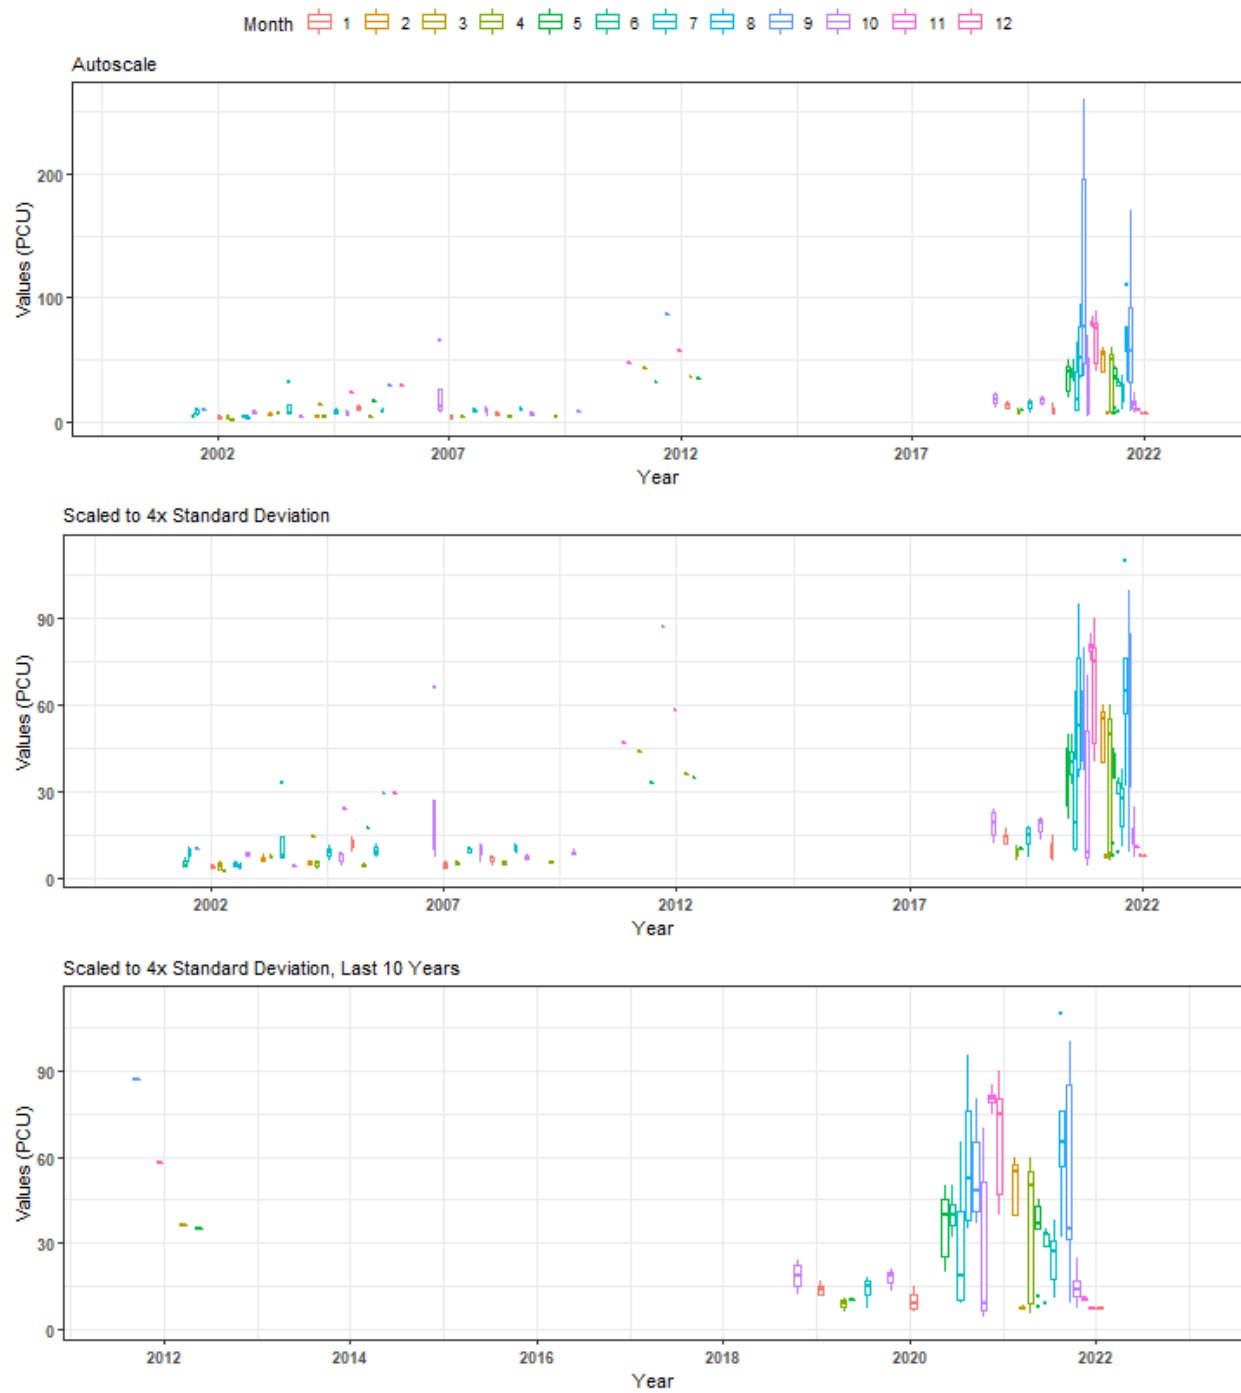 Month 1 2 3 4 5 6 7 8 9 10 11 12
Autoscale
200
100
0
Values (PCU)
2002 2007 2012 2017 2022
Year
Scaled to 4x Standard Deviation
90
60
30
0
Values (PCU)
2002 2007 2012 2017 2022
Year
Scaled to 4x Standard Deviation, Last 10 Years
90
60
30
0
Values (PCU)
2012 2014 2016 2018 2020 2022
Year